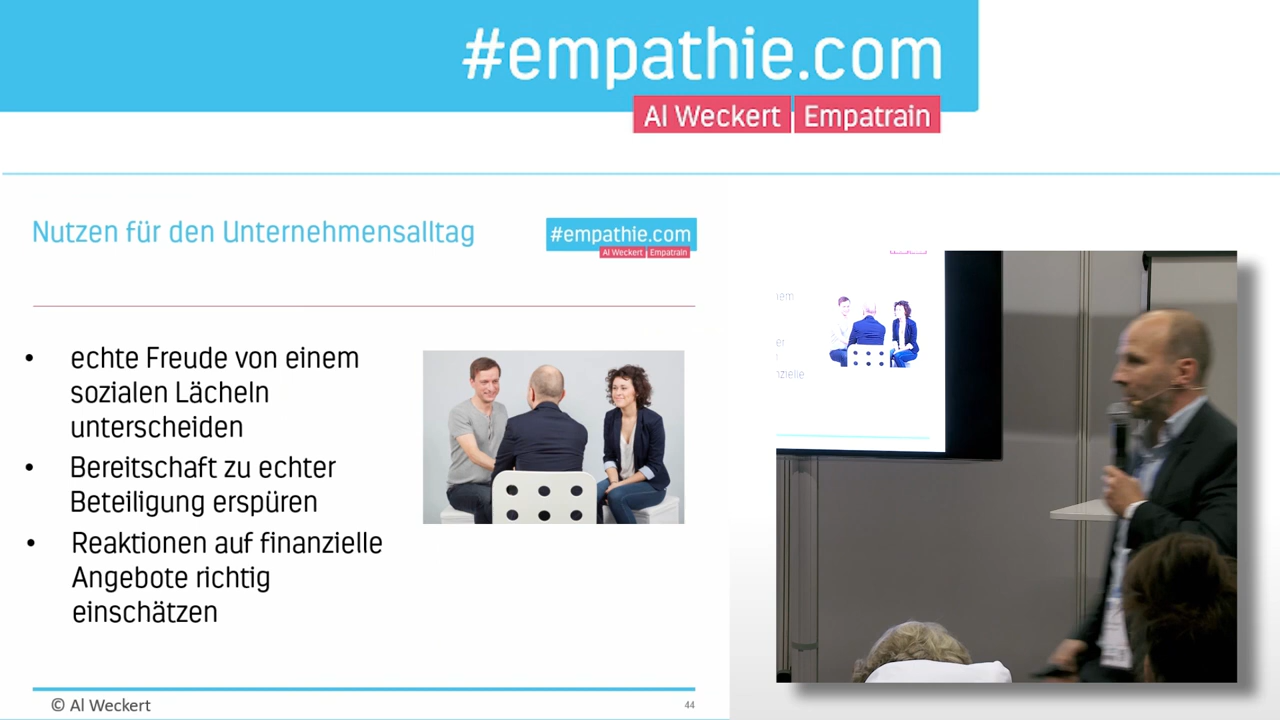 #empathie.com
Al Weckert Empatrain
Nutzen für den Unternehmensalltag
#empathie.com
Al Weckert Empatrain
• echte Freude von einem
sozialen Lächeln
unterscheiden
• Bereitschaft zu echter
Beteiligung erspüren
• Reaktionen auf finanzielle
Angebote richtig
einschätzen
© Al Weckert
44